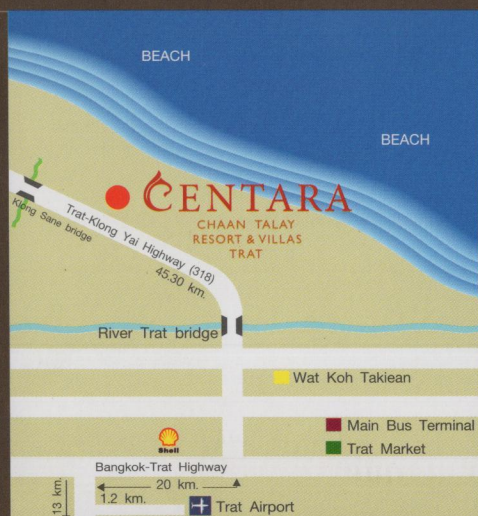 BEACH
BEACH
CENTARA
CHAAN TALAY
RESORT & VILLAS
TRAT
Klong Sane bridge
Trat-Klong Yai Highway (318)
45.30 km.
River Trat bridge
Wat Koh Takiean
Main Bus Terminal
Shell
Trat Market
Bangkok-Trat Highway
20 km.
1.2 km.
13 km.
Trat Airport